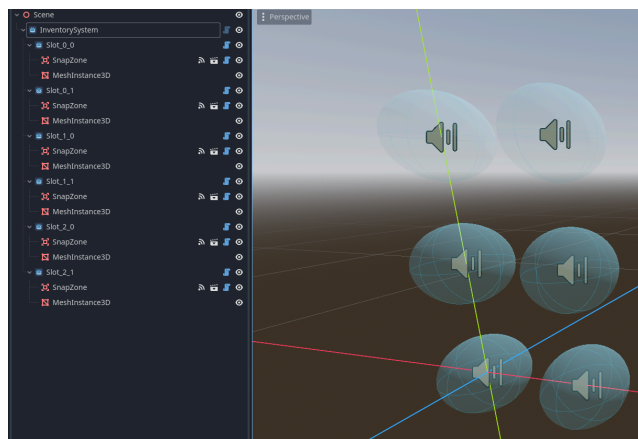 Scene
Perspective
InventorySystem
Slot_0_0
SnapZone
MeshInstance3D
Slot_0_1
SnapZone
MeshInstance3D
Slot_1_0
SnapZone
MeshInstance3D
Slot_1_1
SnapZone
MeshInstance3D
Slot_2_0
SnapZone
MeshInstance3D
Slot_2_1
SnapZone
MeshInstance3D